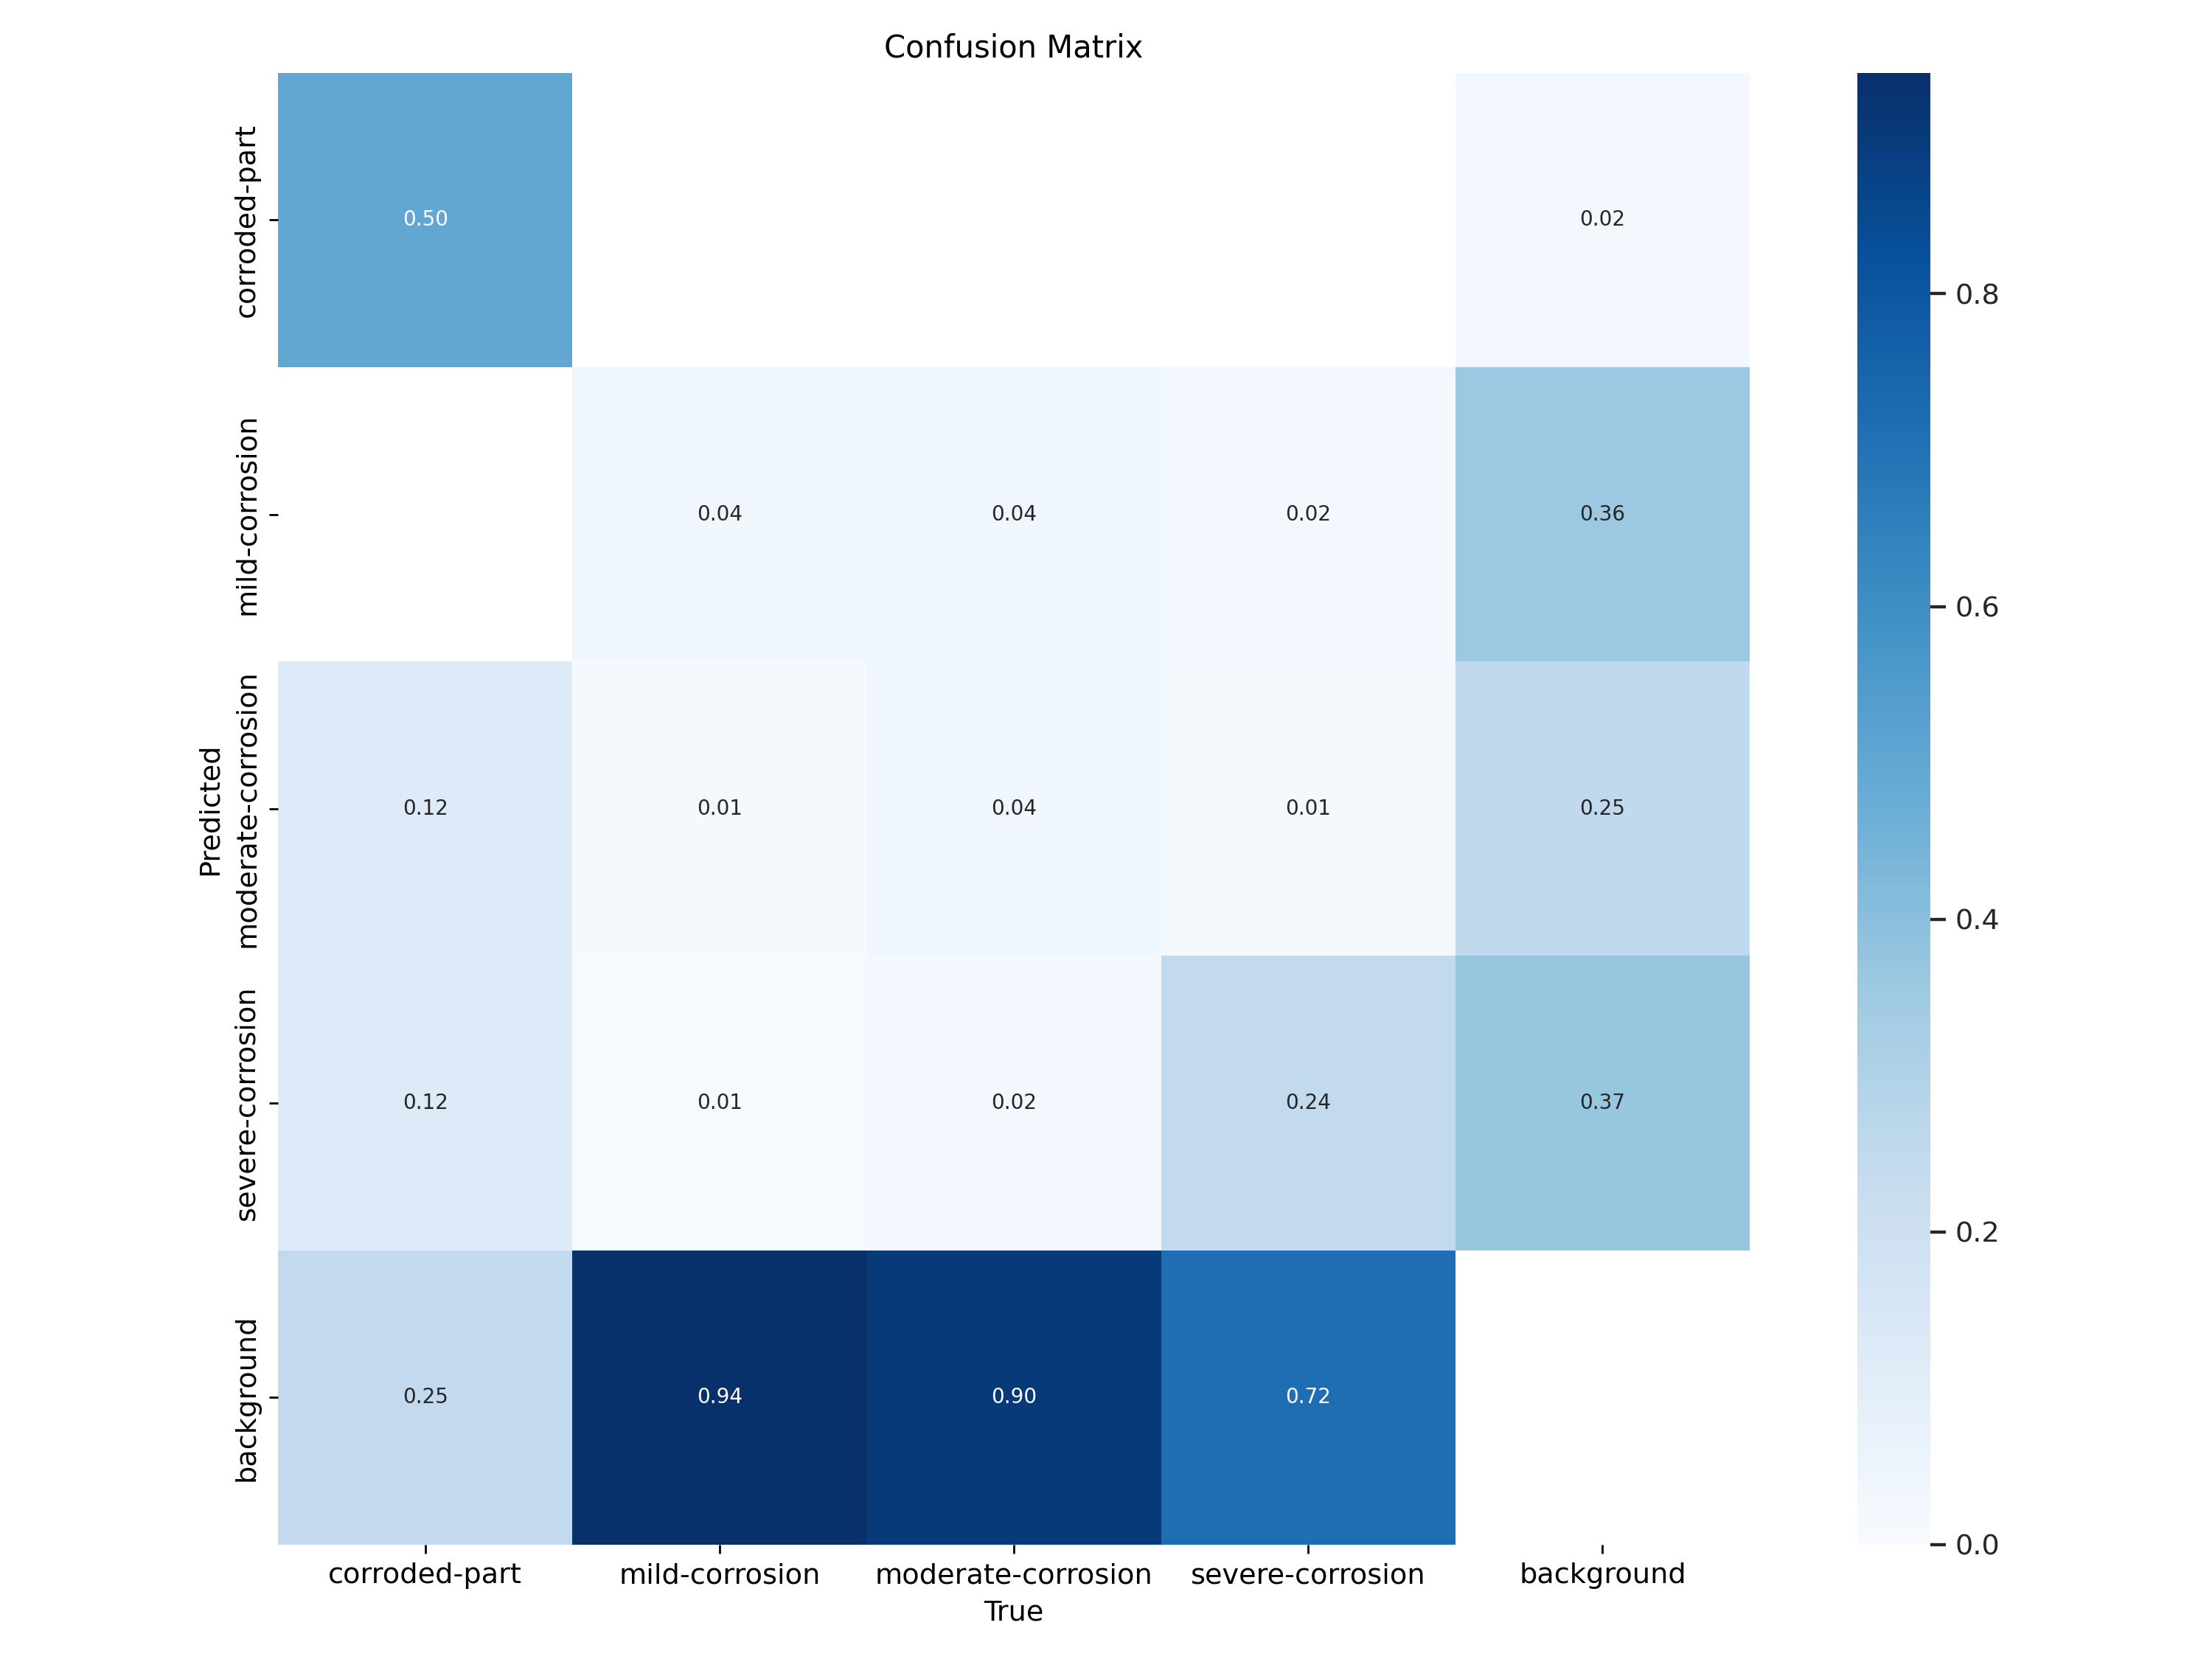 Confusion Matrix
Predicted
corroded-part
0.50
0.02
mild-corrosion
0.04
0.04
0.02
0.36
moderate-corrosion
0.12
0.01
0.04
0.01
0.25
severe-corrosion
0.12
0.01
0.02
0.24
0.37
background
0.25
0.94
0.90
0.72
corroded-part
mild-corrosion
moderate-corrosion
severe-corrosion
background
True
0.8
0.6
0.4
0.2
0.0